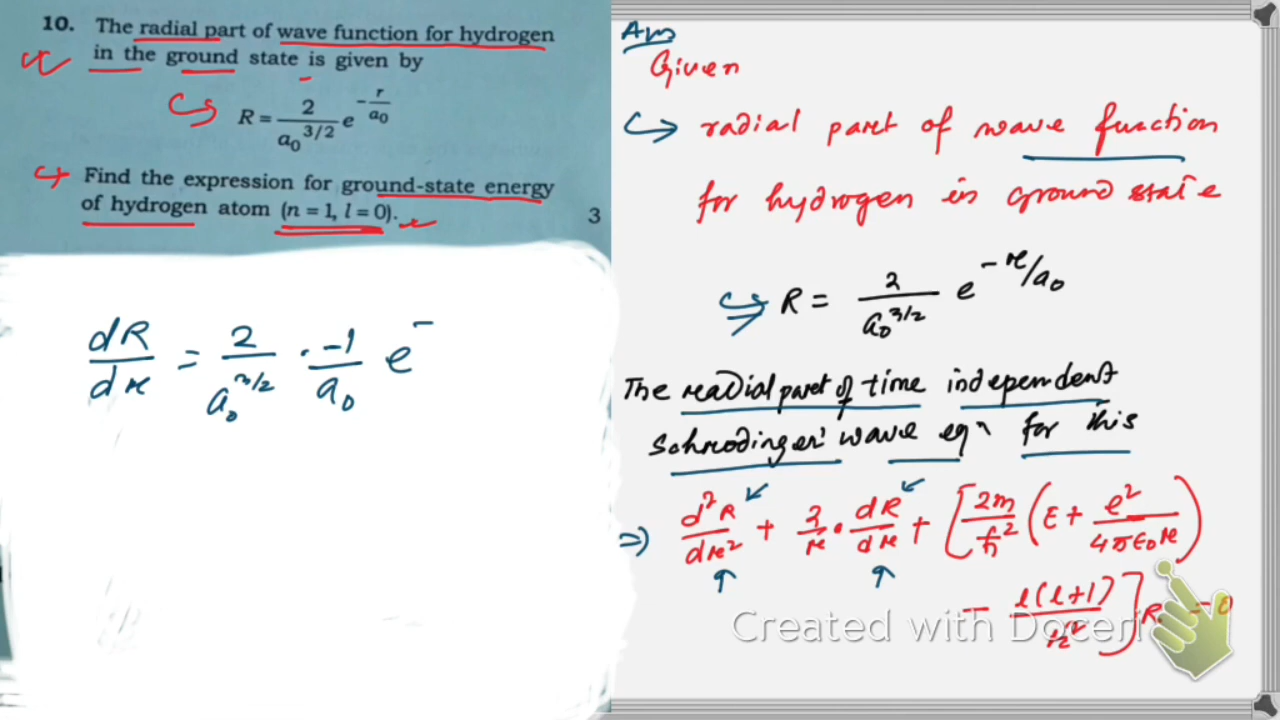 10. The radial part of wave function for hydrogen
in the ground state is given by
R = 2/a₀^3/2 e^-r/a₀
Find the expression for ground-state energy
of hydrogen atom (n = 1, l = 0).
3
dR/dr = 2/a₀^3/2 · -1/a₀ e^-
Ans
Given
radial part of wave function
for hydrogen in ground state
R = 2/a₀^3/2 e^-r/a₀
The readial part of time independent
Schrodinger' wave eqn for this
⇒ d²R/dr² + 2/r · dR/dr + [2m/ħ² (E + e²/4πε₀r)
- l(l+1)/r²] R = 0
Created with Doceri